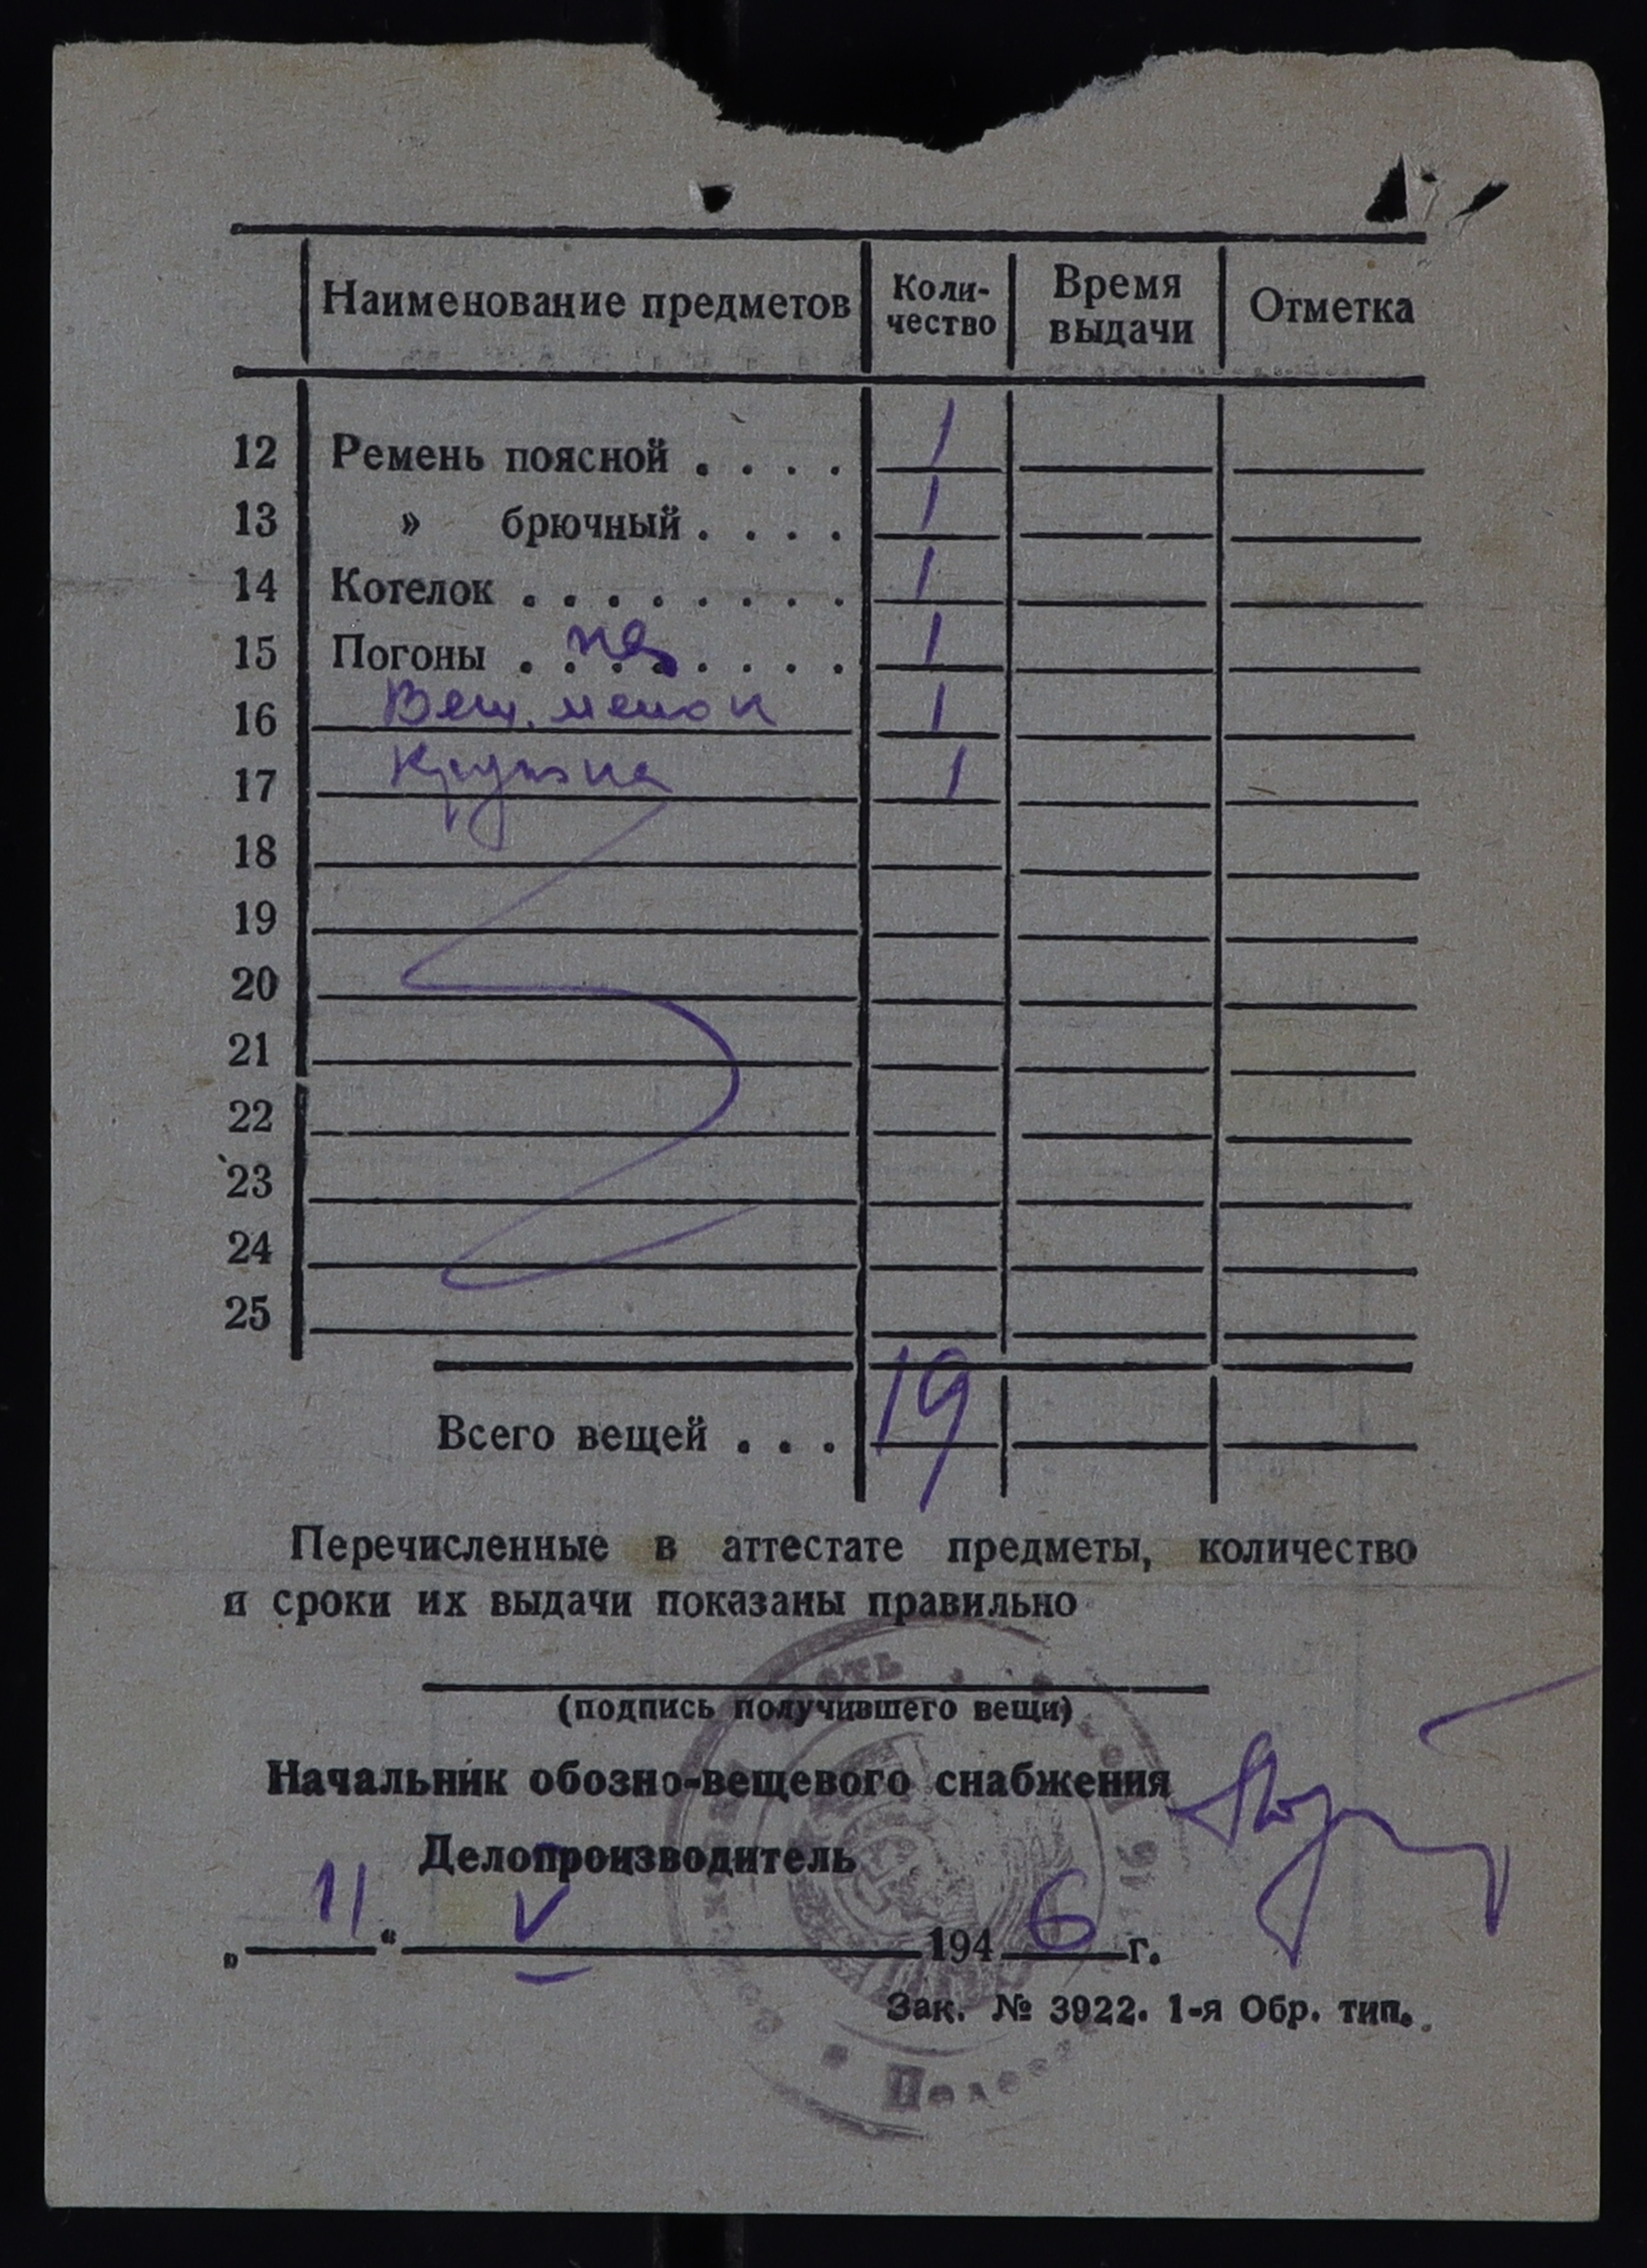 Наименование предметов Коли-чество Время выдачи Отметка
12 Ремень поясной . . . . 1
13 » брючный . . . . 1
14 Котелок . . . . . . . . 1
15 Погоны . . . . . . . . 1
16 Вещ. мешок 1
17 Кружка 1
18
19
20
21
22
23
24
25
Всего вещей . . . 19
Перечисленные в аттестате предметы, количество
и сроки их выдачи показаны правильно
(подпись получившего вещи)
Начальник обозно-вещевого снабжения
Делопроизводитель
„ 11 “ V 194 6 г.
Зак. № 3922. 1-я Обр. тип.